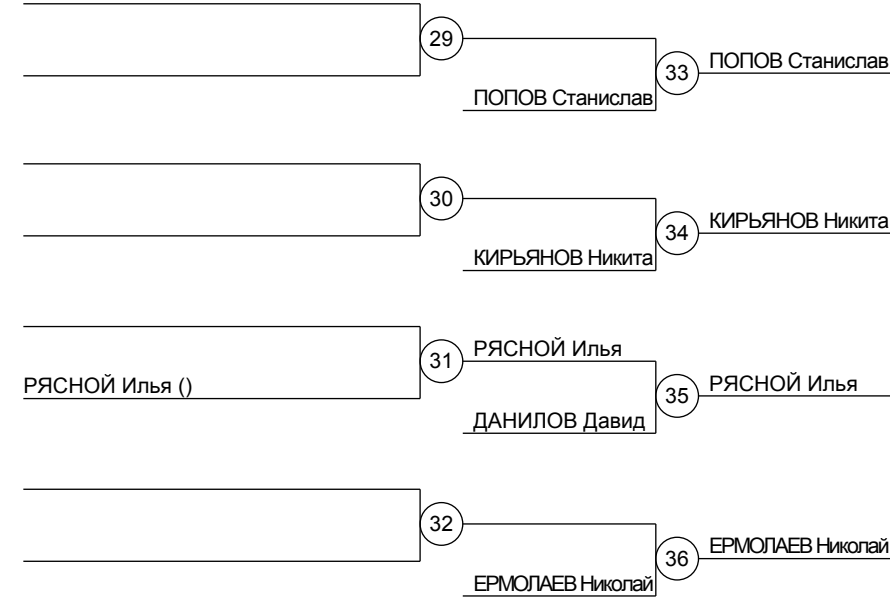 29
33
ПОПОВ Станислав
ПОПОВ Станислав
30
34
КИРЬЯНОВ Никита
КИРЬЯНОВ Никита
31
РЯСНОЙ Илья
РЯСНОЙ Илья ()
35
РЯСНОЙ Илья
ДАНИЛОВ Давид
32
36
ЕРМОЛАЕВ Николай
ЕРМОЛАЕВ Николай